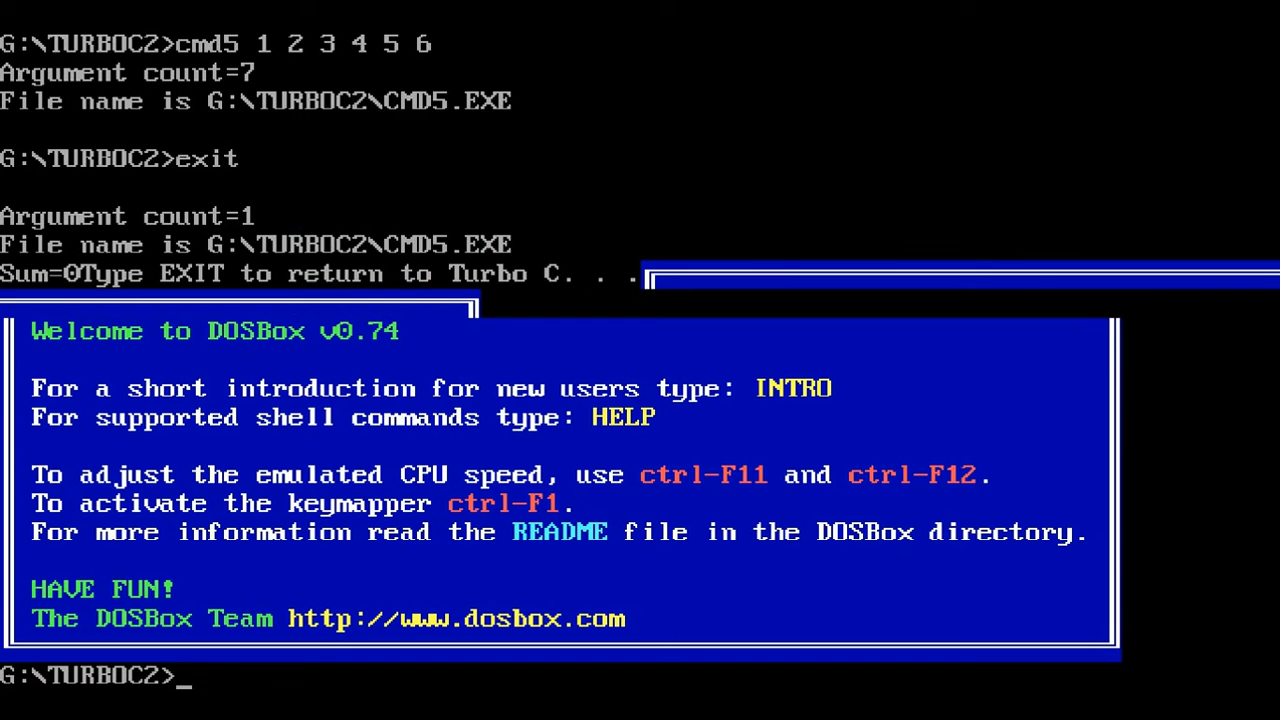 G:\TURBOC2>cmd5 1 2 3 4 5 6
Argument count=7
File name is G:\TURBOC2\CMD5.EXE
G:\TURBOC2>exit
Argument count=1
File name is G:\TURBOC2\CMD5.EXE
Sum=0Type EXIT to return to Turbo C. . .
Welcome to DOSBox v0.74
For a short introduction for new users type: INTRO
For supported shell commands type: HELP
To adjust the emulated CPU speed, use ctrl-F11 and ctrl-F12.
To activate the keymapper ctrl-F1.
For more information read the README file in the DOSBox directory.
HAVE FUN!
The DOSBox Team http://www.dosbox.com
G:\TURBOC2>_